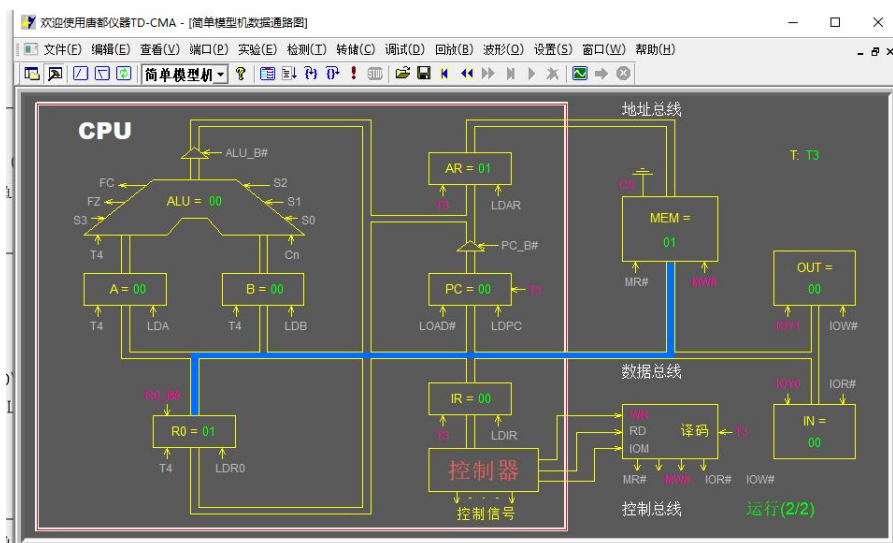 欢迎使用唐都仪器TD-CMA - [简单模型机数据通路图]
文件(F) 编辑(E) 查看(V) 端口(P) 实验(E) 检测(I) 转储(C) 调试(D) 回放(B) 波形(O) 设置(S) 窗口(W) 帮助(H)
简单模型机
STOP
地址总线
CPU
ALU_B#
T: T3
AR = 01
FC
S2
ALU = 00
FZ
S1
T3
LDAR
CS
S3
S0
MEM =
01
PC_B#
T4
Cn
MR#
MW#
OUT =
00
A = 00
B = 00
PC = 00
T3
T4
LDA
T4
LDB
LOAD#
LDPC
IOY1
IOW#
数据总线
R0_B#
IOY0
IOR#
IR = 00
WR
RD
IOM
译码
T3
IN =
00
R0 = 01
T3
LDIR
T4
LDR0
控制器
MR#
MW#
IOR#
IOW#
控制信号
控制总线
运行(2/2)